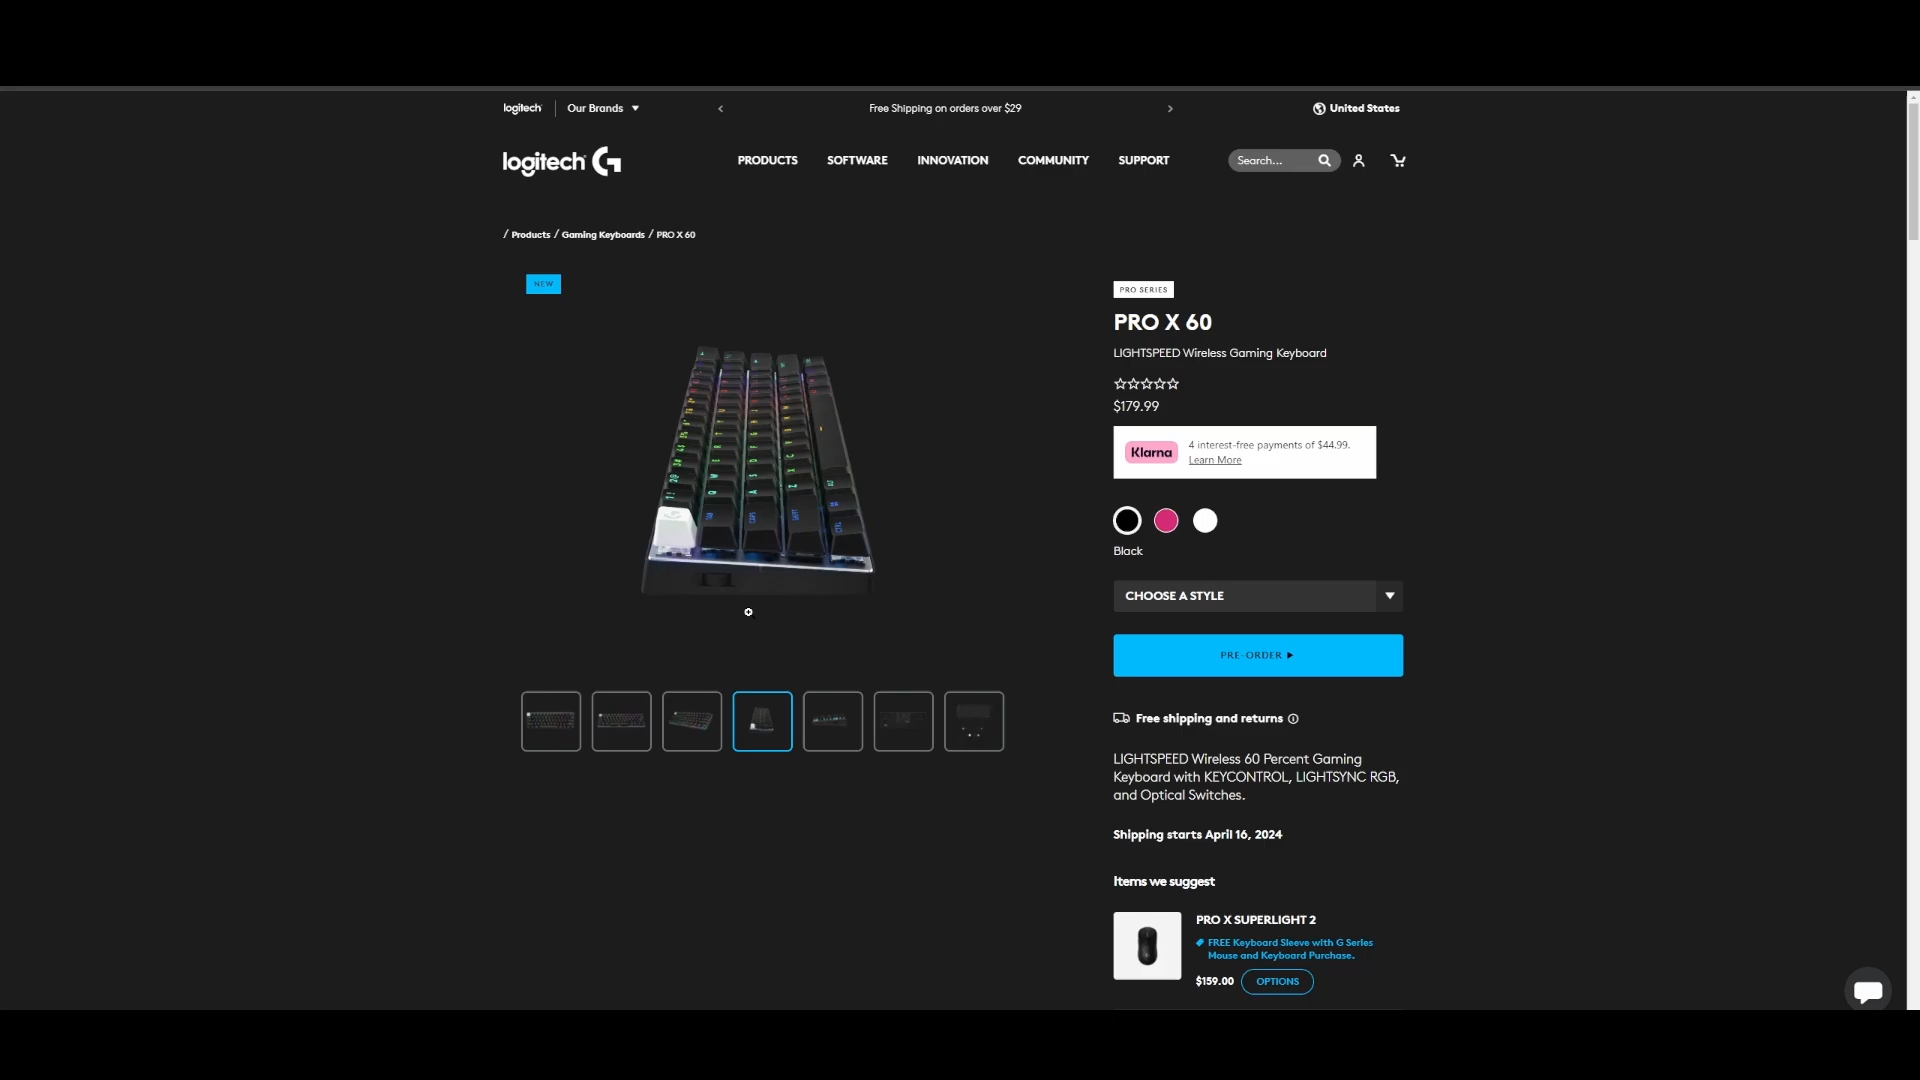 logitech
Our Brands
Free Shipping on orders over $29
United States
logitech G
PRODUCTS
SOFTWARE
INNOVATION
COMMUNITY
SUPPORT
Search...
/ Products / Gaming Keyboards / PRO X 60
NEW
PRO SERIES
PRO X 60
LIGHTSPEED Wireless Gaming Keyboard
$179.99
Klarna
4 interest-free payments of $44.99.
Learn More
Black
CHOOSE A STYLE
PRE-ORDER
Free shipping and returns
LIGHTSPEED Wireless 60 Percent Gaming
Keyboard with KEYCONTROL, LIGHTSYNC RGB,
and Optical Switches.
Shipping starts April 16, 2024
Items we suggest
PRO X SUPERLIGHT 2
FREE Keyboard Sleeve with G Series
Mouse and Keyboard Purchase.
$159.00
OPTIONS